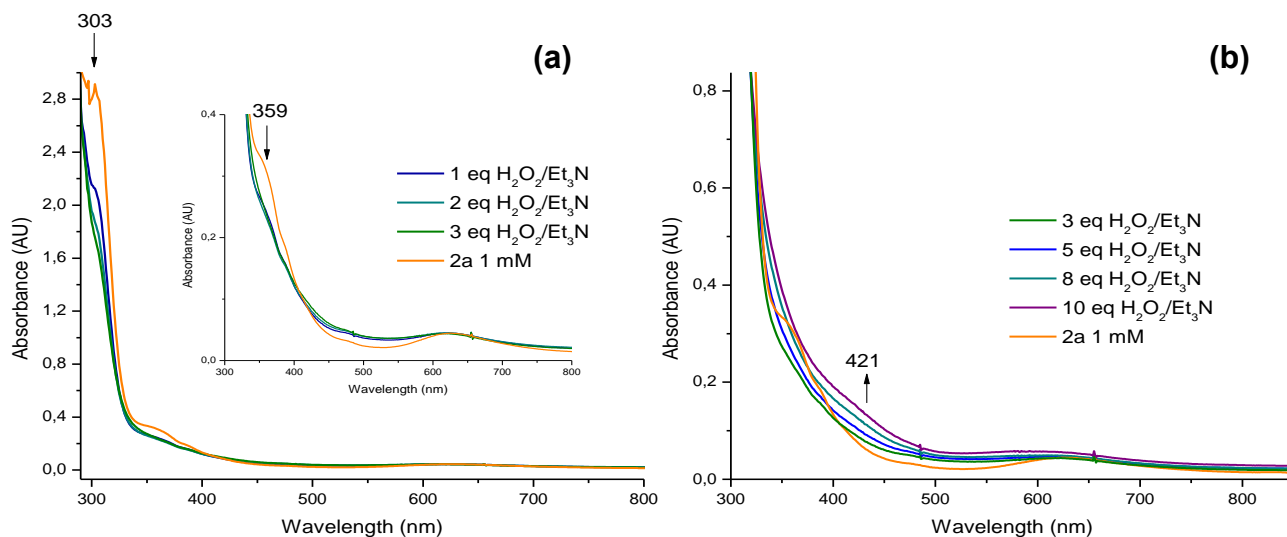 303
(a)
2,8
2,4
2,0
1,6
1,2
0,8
0,4
0,0
Absorbance (AU)
300 400 500 600 700 800
Wavelength (nm)
359
0,4
0,2
0,0
Absorbance (AU)
300 400 500 600 700 800
Wavelength (nm)
1 eq H₂O₂/Et₃N
2 eq H₂O₂/Et₃N
3 eq H₂O₂/Et₃N
2a 1 mM
(b)
0,8
0,6
0,4
0,2
0,0
Absorbance (AU)
300 400 500 600 700 800
Wavelength (nm)
421
3 eq H₂O₂/Et₃N
5 eq H₂O₂/Et₃N
8 eq H₂O₂/Et₃N
10 eq H₂O₂/Et₃N
2a 1 mM